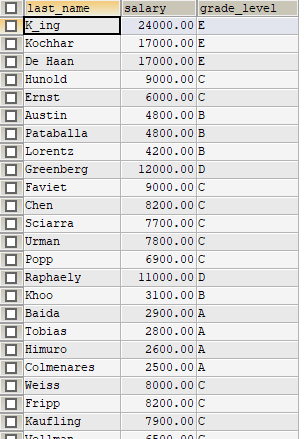 last_name salary grade_level
K_ing 24000.00 E
Kochhar 17000.00 E
De Haan 17000.00 E
Hunold 9000.00 C
Ernst 6000.00 C
Austin 4800.00 B
Pataballa 4800.00 B
Lorentz 4200.00 B
Greenberg 12000.00 D
Faviet 9000.00 C
Chen 8200.00 C
Sciarra 7700.00 C
Urman 7800.00 C
Popp 6900.00 C
Raphaely 11000.00 D
Khoo 3100.00 B
Baida 2900.00 A
Tobias 2800.00 A
Himuro 2600.00 A
Colmenares 2500.00 A
Weiss 8000.00 C
Fripp 8200.00 C
Kaufling 7900.00 C
Vollman 6500.00 C